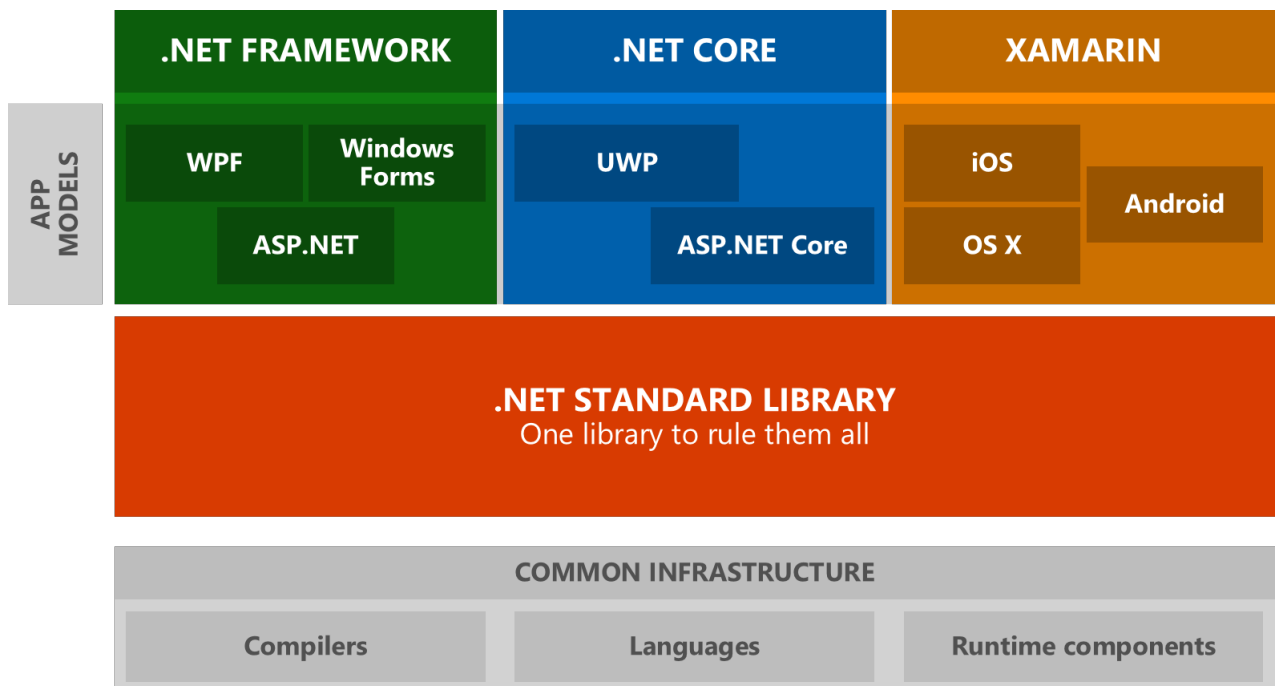 .NET FRAMEWORK
.NET CORE
XAMARIN
APP
MODELS
WPF
Windows
Forms
ASP.NET
UWP
ASP.NET Core
iOS
Android
OS X
.NET STANDARD LIBRARY
One library to rule them all
COMMON INFRASTRUCTURE
Compilers
Languages
Runtime components